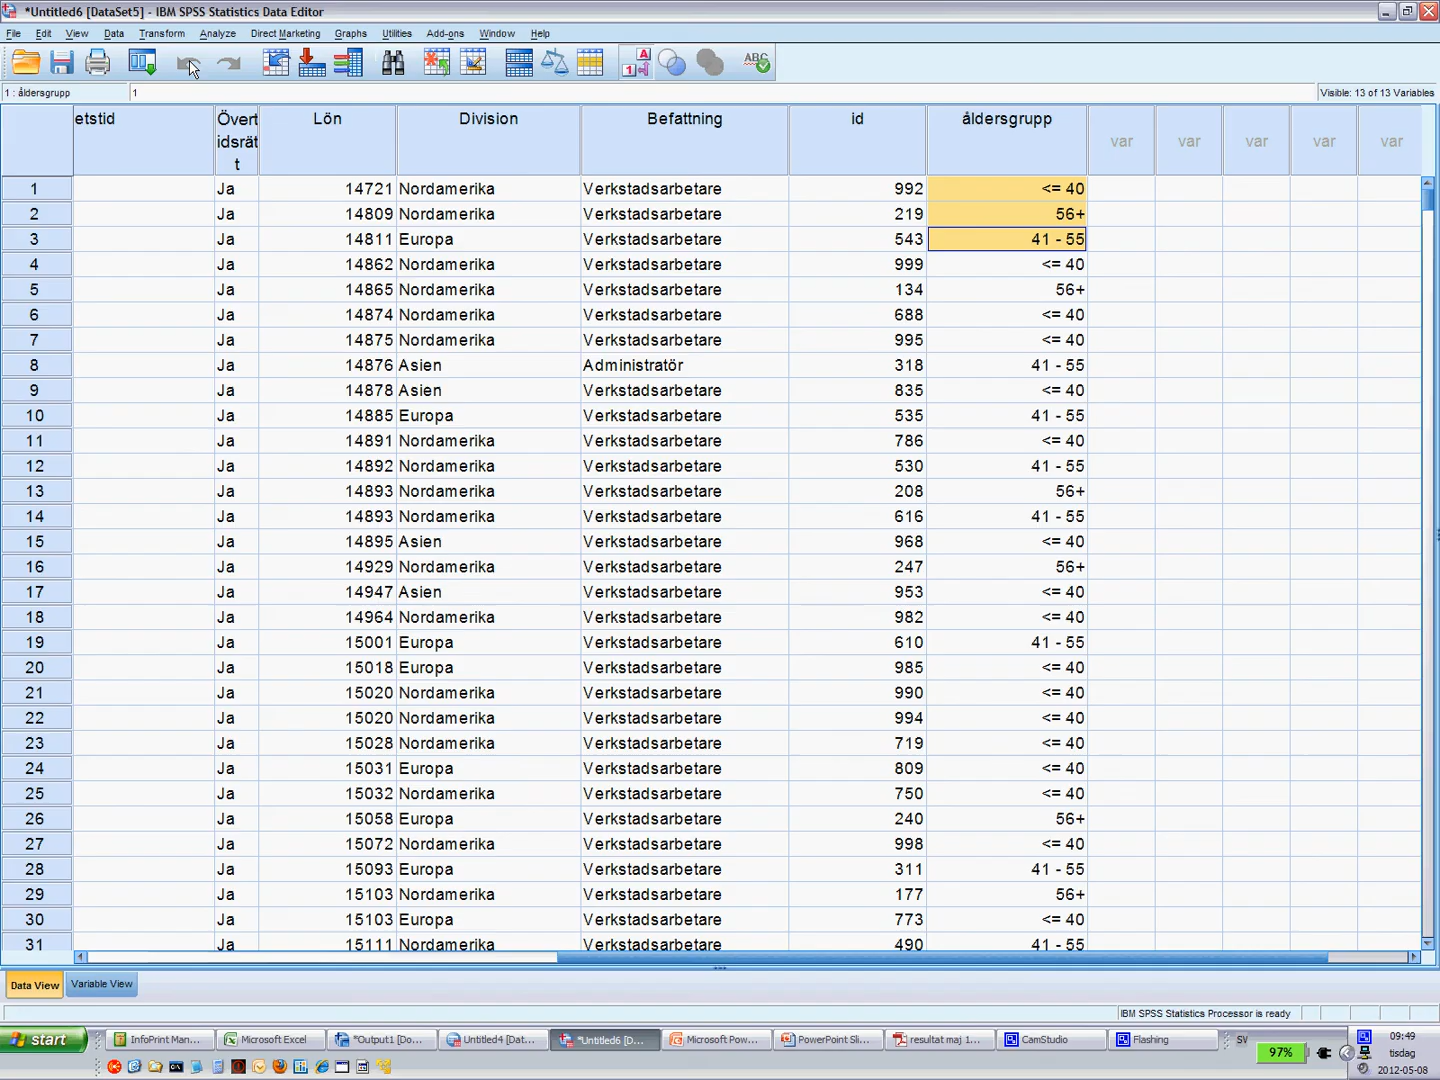 *Untitled6 [DataSet5] - IBM SPSS Statistics Data Editor
File Edit View Data Transform Analyze Direct Marketing Graphs Utilities Add-ons Window Help
1 : åldersgrupp 1 Visible: 13 of 13 Variables
etstid Övertidsrätt Lön Division Befattning id åldersgrupp var var var var var
1 Ja 14721 Nordamerika Verkstadsarbetare 992 <= 40
2 Ja 14809 Nordamerika Verkstadsarbetare 219 56+
3 Ja 14811 Europa Verkstadsarbetare 543 41 - 55
4 Ja 14862 Nordamerika Verkstadsarbetare 999 <= 40
5 Ja 14865 Nordamerika Verkstadsarbetare 134 56+
6 Ja 14874 Nordamerika Verkstadsarbetare 688 <= 40
7 Ja 14875 Nordamerika Verkstadsarbetare 995 <= 40
8 Ja 14876 Asien Administratör 318 41 - 55
9 Ja 14878 Asien Verkstadsarbetare 835 <= 40
10 Ja 14885 Europa Verkstadsarbetare 535 41 - 55
11 Ja 14891 Nordamerika Verkstadsarbetare 786 <= 40
12 Ja 14892 Nordamerika Verkstadsarbetare 530 41 - 55
13 Ja 14893 Nordamerika Verkstadsarbetare 208 56+
14 Ja 14893 Nordamerika Verkstadsarbetare 616 41 - 55
15 Ja 14895 Asien Verkstadsarbetare 968 <= 40
16 Ja 14929 Nordamerika Verkstadsarbetare 247 56+
17 Ja 14947 Asien Verkstadsarbetare 953 <= 40
18 Ja 14964 Nordamerika Verkstadsarbetare 982 <= 40
19 Ja 15001 Europa Verkstadsarbetare 610 41 - 55
20 Ja 15018 Europa Verkstadsarbetare 985 <= 40
21 Ja 15020 Nordamerika Verkstadsarbetare 990 <= 40
22 Ja 15020 Nordamerika Verkstadsarbetare 994 <= 40
23 Ja 15028 Nordamerika Verkstadsarbetare 719 <= 40
24 Ja 15031 Europa Verkstadsarbetare 809 <= 40
25 Ja 15032 Nordamerika Verkstadsarbetare 750 <= 40
26 Ja 15058 Europa Verkstadsarbetare 240 56+
27 Ja 15072 Nordamerika Verkstadsarbetare 998 <= 40
28 Ja 15093 Europa Verkstadsarbetare 311 41 - 55
29 Ja 15103 Nordamerika Verkstadsarbetare 177 56+
30 Ja 15103 Europa Verkstadsarbetare 773 <= 40
31 Ja 15111 Nordamerika Verkstadsarbetare 490 41 - 55
Data View Variable View
IBM SPSS Statistics Processor is ready
start InfoPrint Man... Microsoft Excel *Output1 [Do... Untitled4 [Dat... *Untitled6 [D... Microsoft Pow... PowerPoint Sli... resultat maj 1... CamStudio Flashing SV 97% 09:49
tisdag
2012-05-08